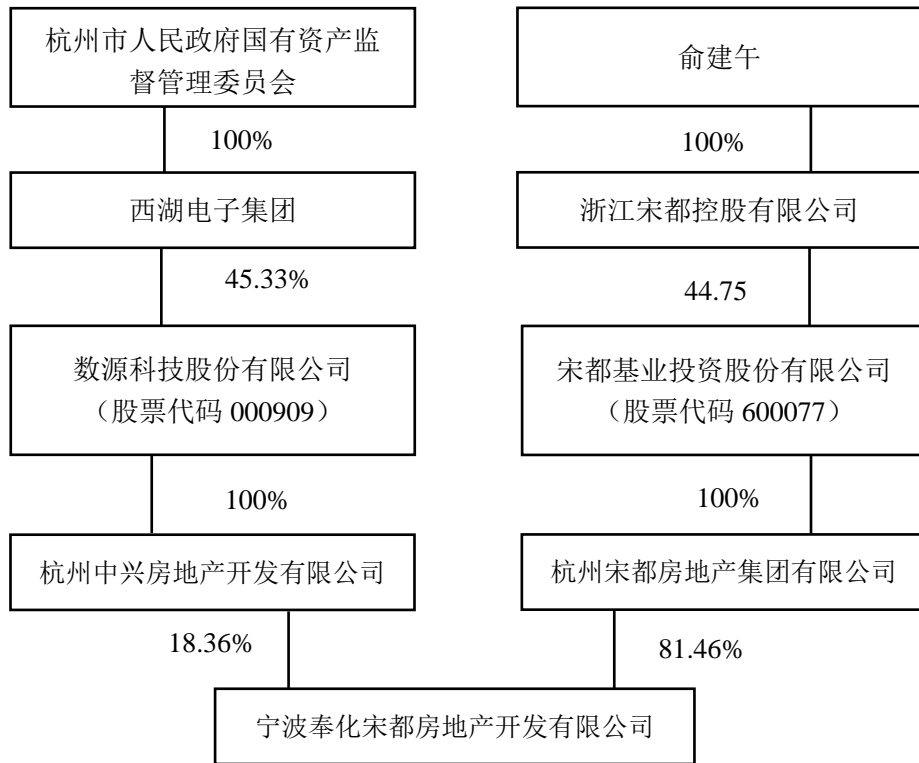 杭州市人民政府国有资产监
督管理委员会
俞建午
100%
100%
西湖电子集团
浙江宋都控股有限公司
45.33%
44.75
数源科技股份有限公司
（股票代码 000909）
宋都基业投资股份有限公司
（股票代码 600077）
100%
100%
杭州中兴房地产开发有限公司
杭州宋都房地产集团有限公司
18.36%
81.46%
宁波奉化宋都房地产开发有限公司